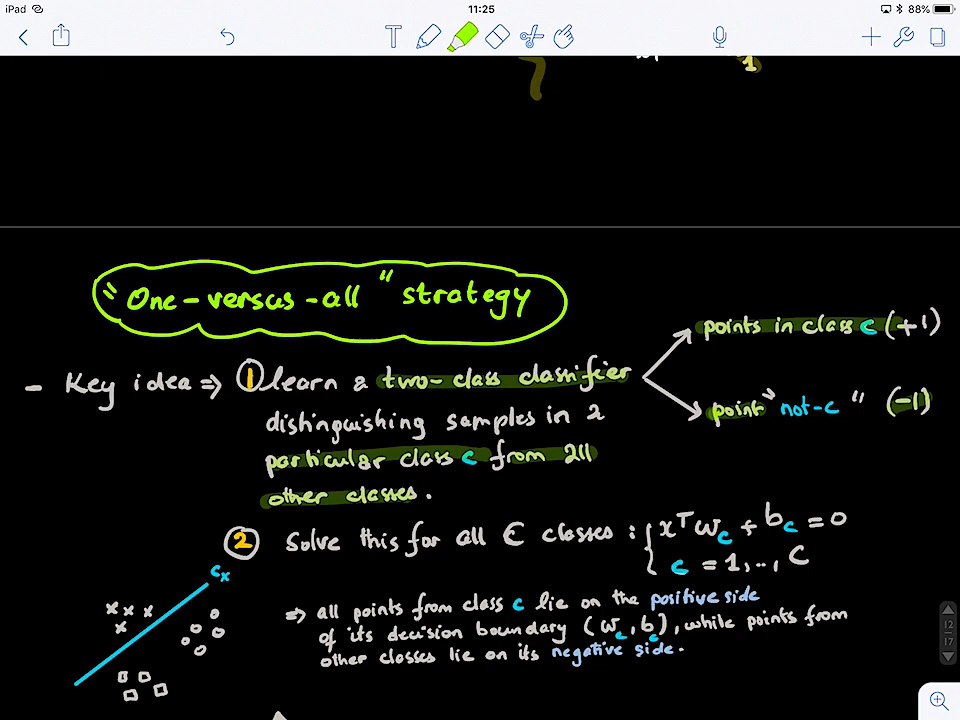 iPad
11:25
88%
T
1
"One-versus-all" strategy
points in class c (+1)
- Key idea ⇒ ① learn a two-class classifier
point "not-c" (-1)
distinguishing samples in a
particular class c from all
other classes.
② Solve this for all C classes : { xᵀw_c + b_c = 0
c = 1,.., C
c_x
⇒ all points from class c lie on the positive side
of its decision boundary (w_c, b_c), while points from
other classes lie on its negative side.
12
17